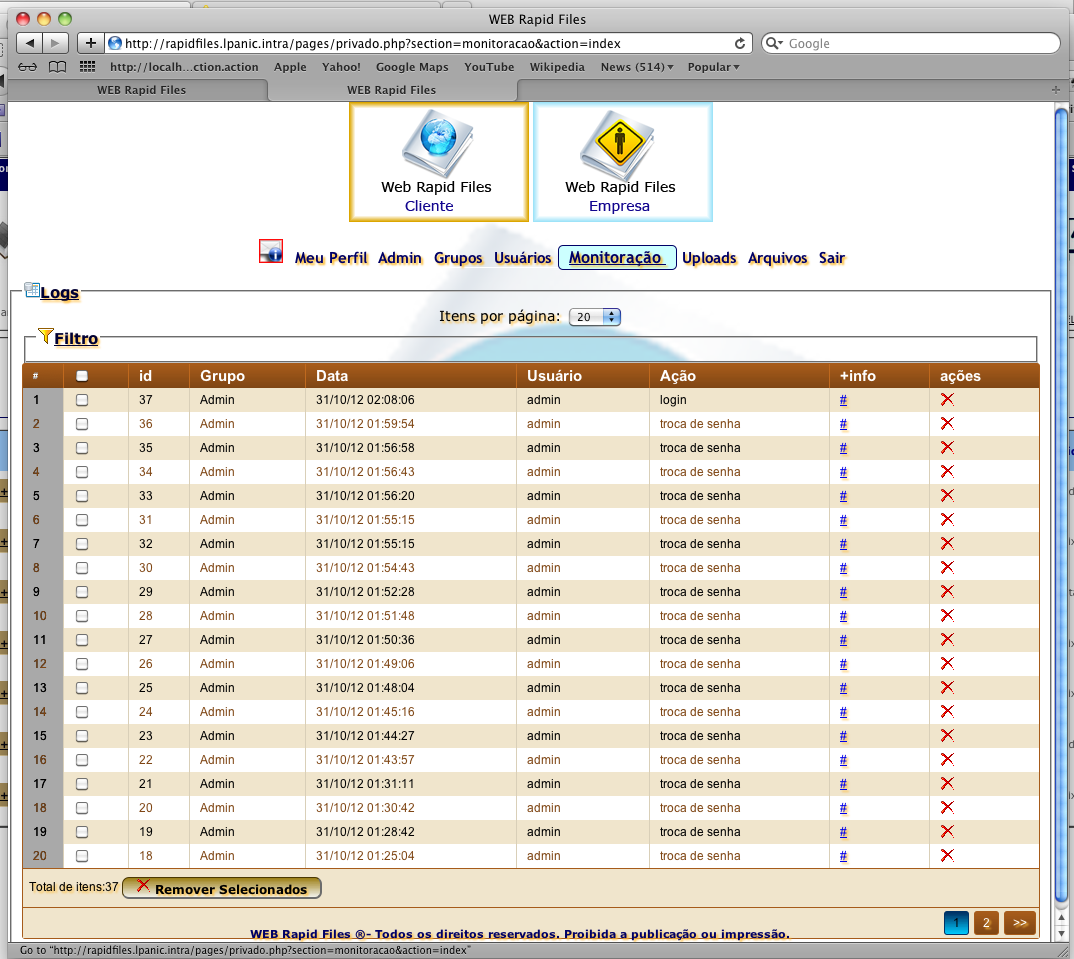 WEB Rapid Files
http://rapidfiles.lpanic.intra/pages/privado.php?section=monitoracao&action=index
Google
http://localh...ction.action Apple Yahoo! Google Maps YouTube Wikipedia News (514) Popular
WEB Rapid Files WEB Rapid Files
Web Rapid Files Web Rapid Files
Cliente Empresa
Meu Perfil Admin Grupos Usuários Monitoração Uploads Arquivos Sair
Logs
Itens por página: 20
Filtro
# id Grupo Data Usuário Ação +info ações
1 37 Admin 31/10/12 02:08:06 admin login #
2 36 Admin 31/10/12 01:59:54 admin troca de senha #
3 35 Admin 31/10/12 01:56:58 admin troca de senha #
4 34 Admin 31/10/12 01:56:43 admin troca de senha #
5 33 Admin 31/10/12 01:56:20 admin troca de senha #
6 31 Admin 31/10/12 01:55:15 admin troca de senha #
7 32 Admin 31/10/12 01:55:15 admin troca de senha #
8 30 Admin 31/10/12 01:54:43 admin troca de senha #
9 29 Admin 31/10/12 01:52:28 admin troca de senha #
10 28 Admin 31/10/12 01:51:48 admin troca de senha #
11 27 Admin 31/10/12 01:50:36 admin troca de senha #
12 26 Admin 31/10/12 01:49:06 admin troca de senha #
13 25 Admin 31/10/12 01:48:04 admin troca de senha #
14 24 Admin 31/10/12 01:45:16 admin troca de senha #
15 23 Admin 31/10/12 01:44:27 admin troca de senha #
16 22 Admin 31/10/12 01:43:57 admin troca de senha #
17 21 Admin 31/10/12 01:31:11 admin troca de senha #
18 20 Admin 31/10/12 01:30:42 admin troca de senha #
19 19 Admin 31/10/12 01:28:42 admin troca de senha #
20 18 Admin 31/10/12 01:25:04 admin troca de senha #
Total de itens:37 Remover Selecionados
1 2 >>
WEB Rapid Files ®- Todos os direitos reservados. Proibida a publicação ou impressão.
Go to "http://rapidfiles.lpanic.intra/pages/privado.php?section=monitoracao&action=index"